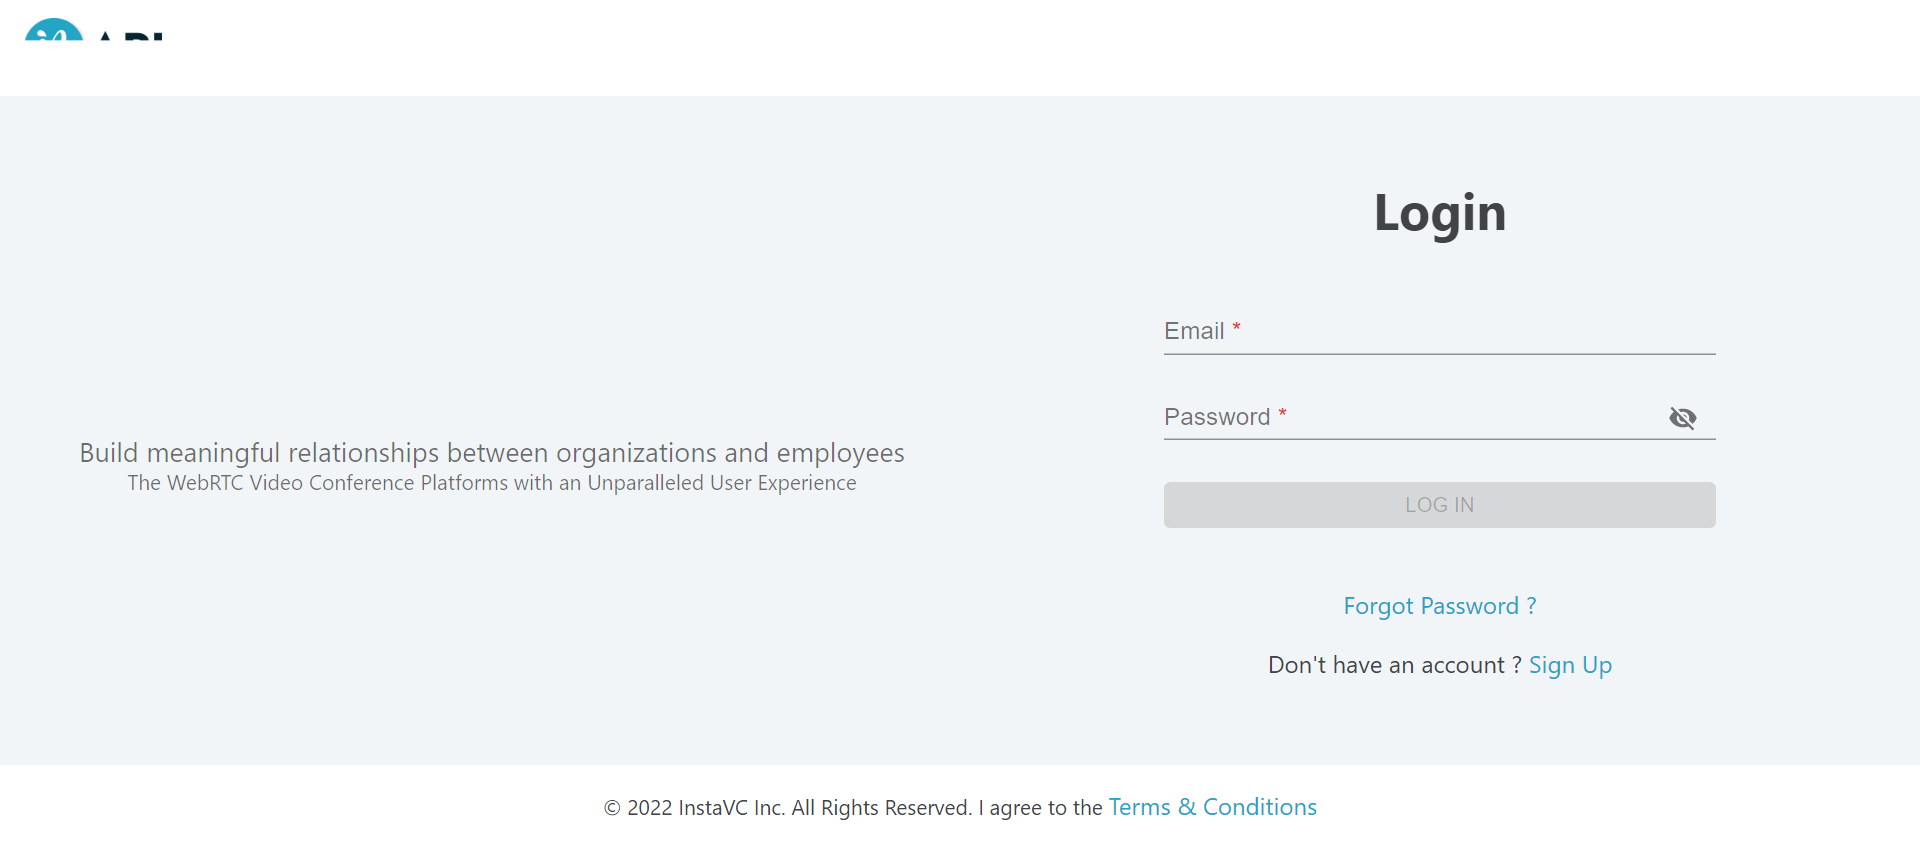 Login
Email *
Password *
Build meaningful relationships between organizations and employees
The WebRTC Video Conference Platforms with an Unparalleled User Experience
LOG IN
Forgot Password ?
Don't have an account ? Sign Up
© 2022 InstaVC Inc. All Rights Reserved. I agree to the Terms & Conditions